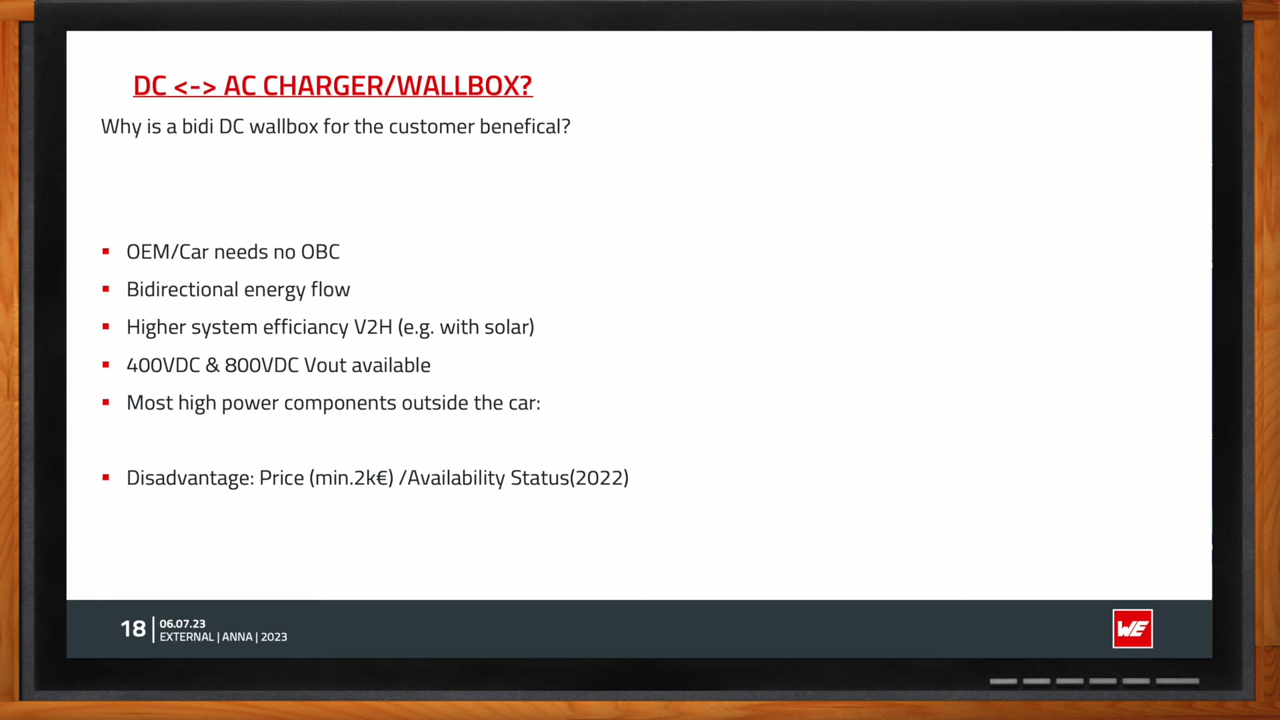 DC <-> AC CHARGER/WALLBOX?
Why is a bidi DC wallbox for the customer benefical?
OEM/Car needs no OBC
Bidirectional energy flow
Higher system efficiancy V2H (e.g. with solar)
400VDC & 800VDC Vout available
Most high power components outside the car:
Disadvantage: Price (min.2k€) /Availability Status(2022)
18
06.07.23
EXTERNAL | ANNA | 2023
WE